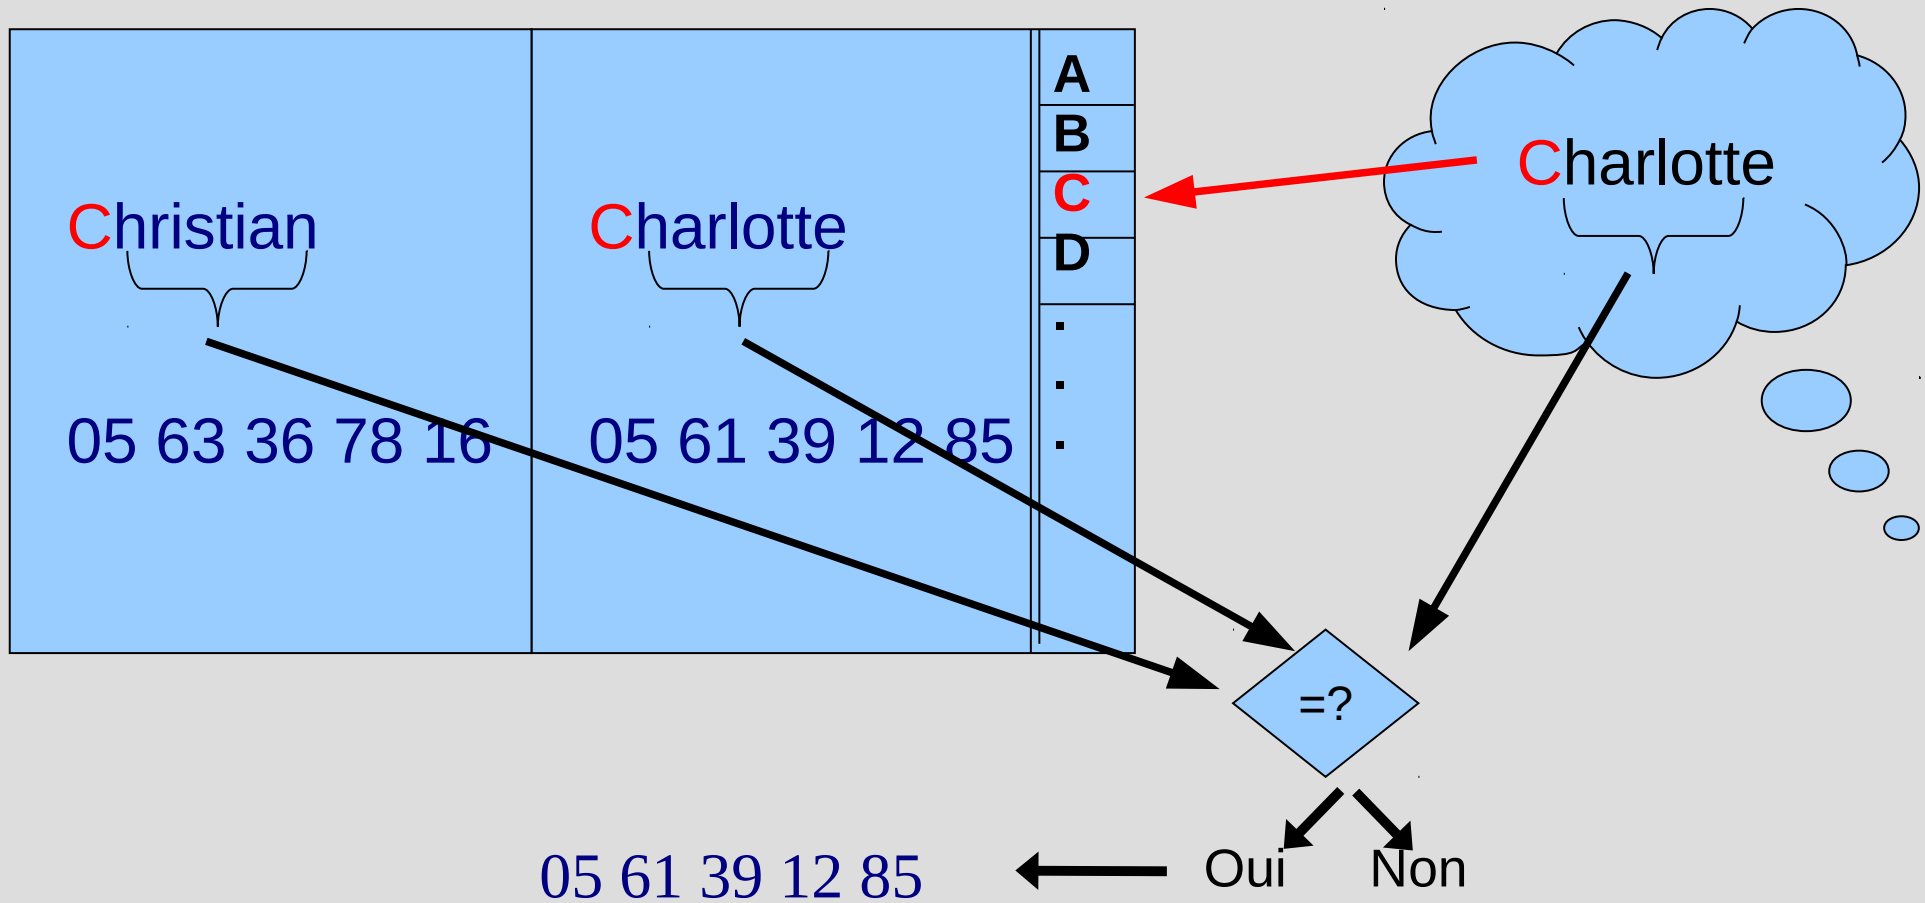 Christian
05 63 36 78 16
Charlotte
05 61 39 12 85
A
B
C
D
.
.
.
Charlotte
=?
Oui
Non
05 61 39 12 85